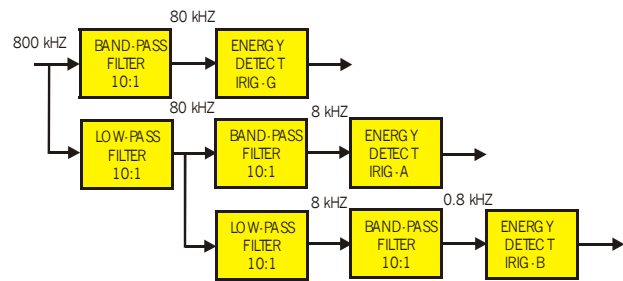 80 kHZ
800 kHZ
BAND-PASS
FILTER
10:1
ENERGY
DETECT
IRIG-G
80 kHZ
8 kHZ
LOW-PASS
FILTER
10:1
BAND-PASS
FILTER
10:1
ENERGY
DETECT
IRIG-A
8 kHZ
0.8 kHZ
LOW-PASS
FILTER
10:1
BAND-PASS
FILTER
10:1
ENERGY
DETECT
IRIG-B